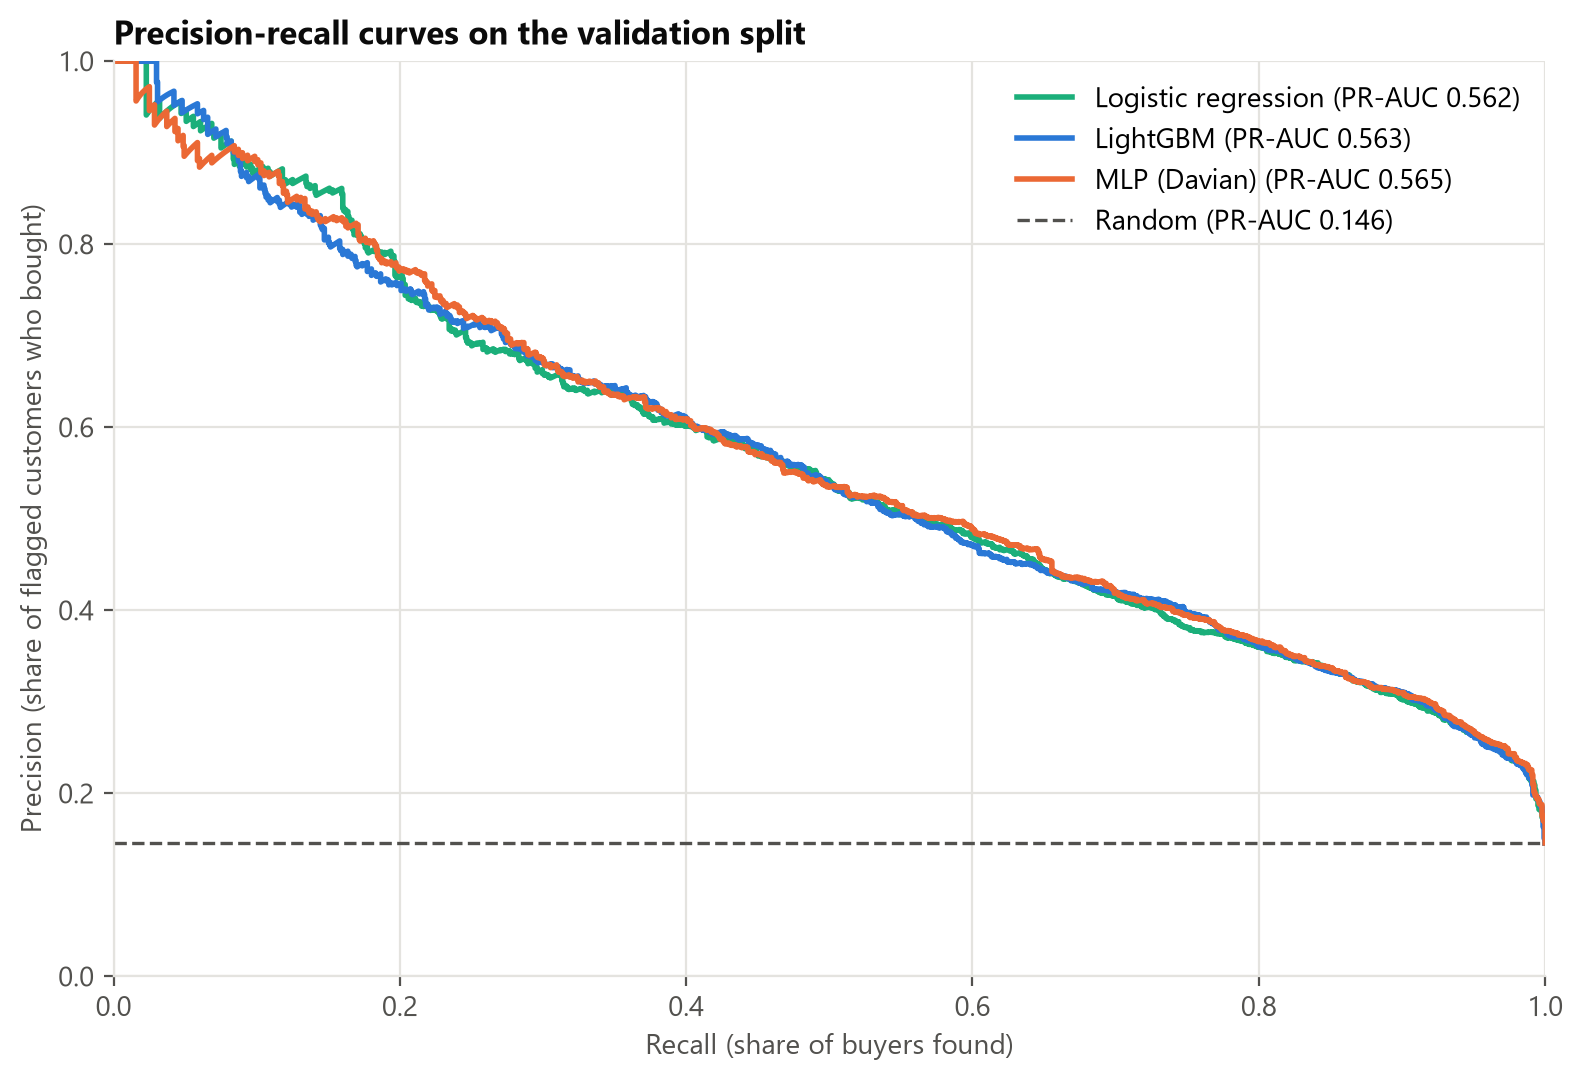 Precision-recall curves on the validation split
Logistic regression (PR-AUC 0.562)
LightGBM (PR-AUC 0.563)
MLP (Davian) (PR-AUC 0.565)
Random (PR-AUC 0.146)
Precision (share of flagged customers who bought)
1.0
0.8
0.6
0.4
0.2
0.0
0.0 0.2 0.4 0.6 0.8 1.0
Recall (share of buyers found)